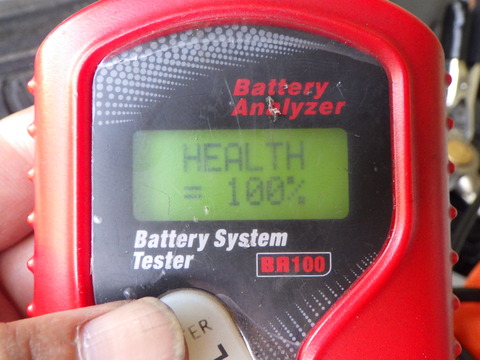 Battery
Analyzer
HEALTH
= 100%
Battery System
Tester
BA100